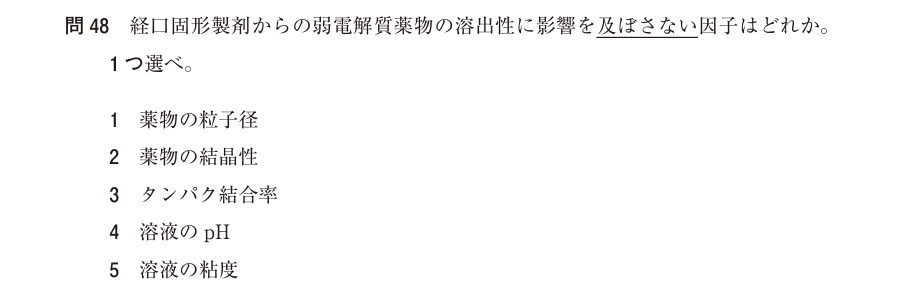 問 48 経口固形製剤からの弱電解質薬物の溶出性に影響を及ぼさない因子はどれか。
1 つ選べ。
1 薬物の粒子径
2 薬物の結晶性
3 タンパク結合率
4 溶液の pH
5 溶液の粘度